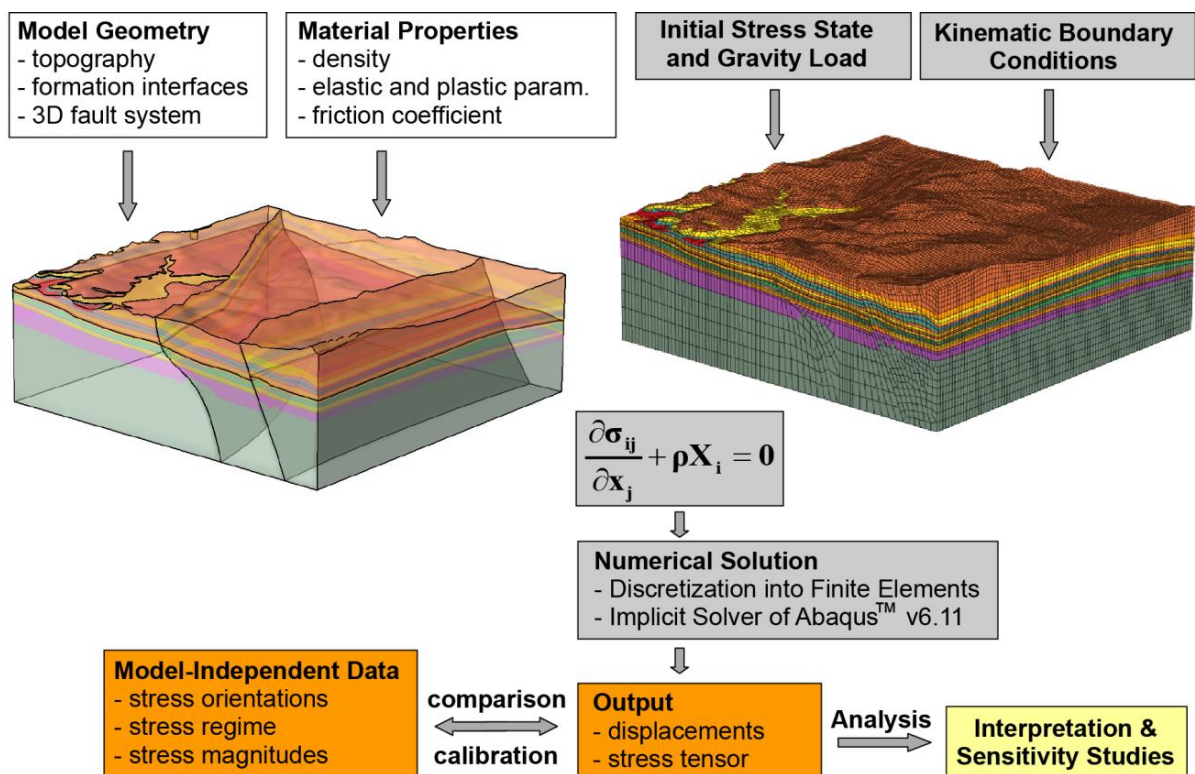 Model Geometry
- topography
- formation interfaces
- 3D fault system
Material Properties
- density
- elastic and plastic param.
- friction coefficient
Initial Stress State
and Gravity Load
Kinematic Boundary
Conditions
∂σij/∂xj + ρXi = 0
Numerical Solution
- Discretization into Finite Elements
- Implicit Solver of Abaqus™ v6.11
Model-Independent Data
- stress orientations
- stress regime
- stress magnitudes
comparison
calibration
Output
- displacements
- stress tensor
Analysis
Interpretation &
Sensitivity Studies